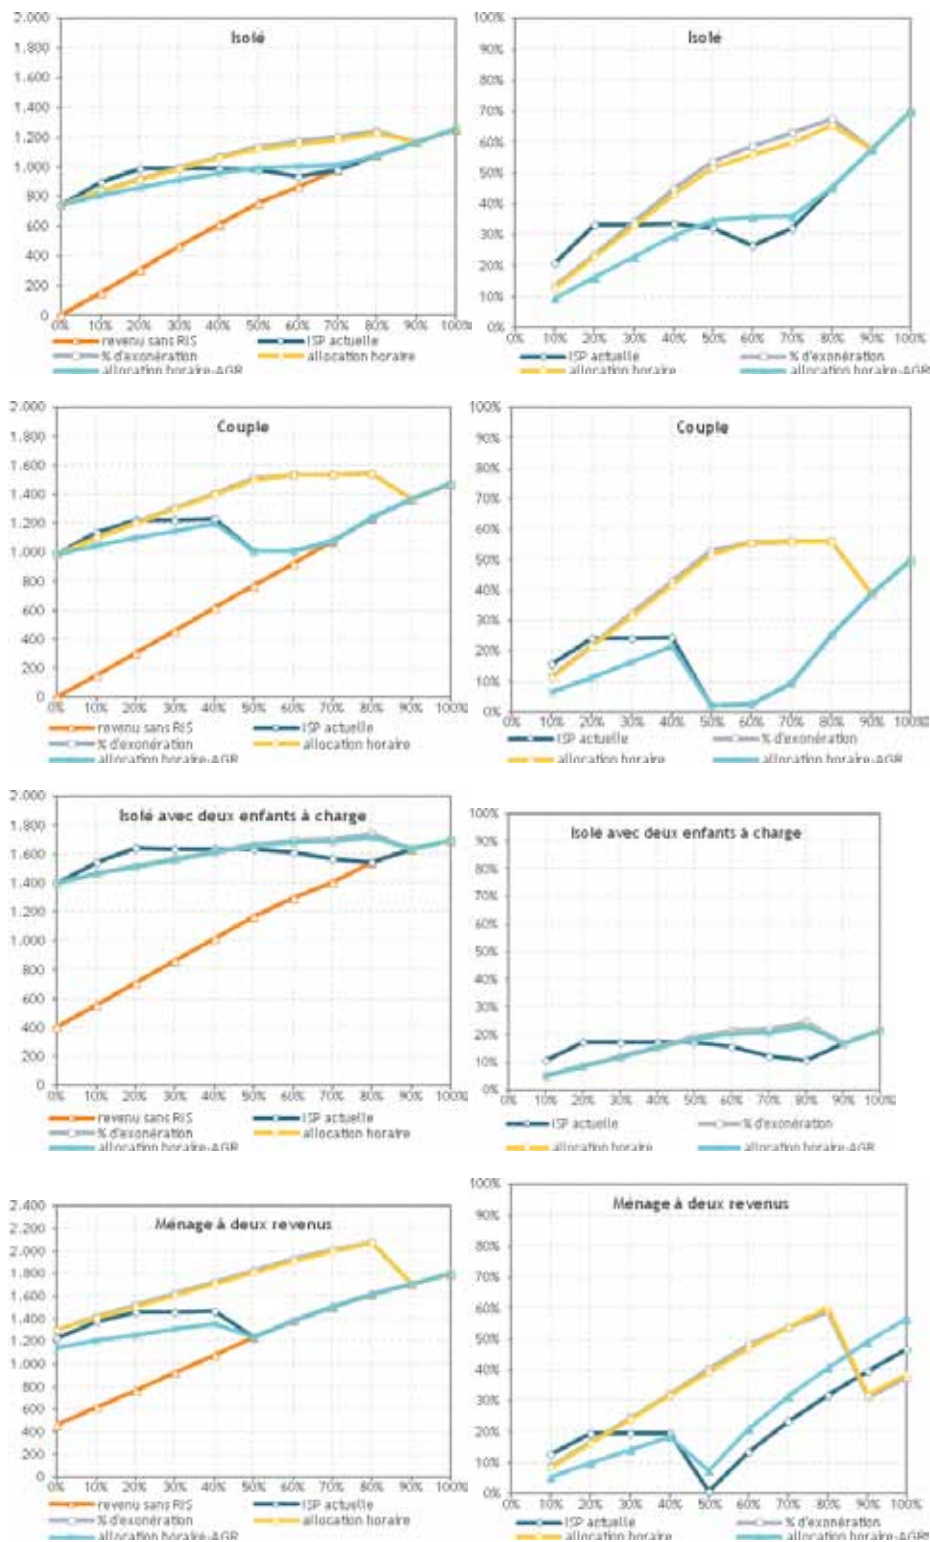 Isolé
2.000
1.800
1.600
1.400
1.200
1.000
800
600
400
200
0
0% 10% 20% 30% 40% 50% 60% 70% 80% 90% 100%
revenu sans RIS ISP actuelle
% d'exonération allocation horaire
allocation horaire-AGR
Isolé
100%
90%
80%
70%
60%
50%
40%
30%
20%
10%
0%
0% 10% 20% 30% 40% 50% 60% 70% 80% 90% 100%
ISP actuelle % d'exonération
allocation horaire allocation horaire-AGR
Couple
2.000
1.800
1.600
1.400
1.200
1.000
800
600
400
200
0
0% 10% 20% 30% 40% 50% 60% 70% 80% 90% 100%
revenu sans RIS ISP actuelle
% d'exonération allocation horaire
allocation horaire-AGR
Couple
100%
90%
80%
70%
60%
50%
40%
30%
20%
10%
0%
0% 10% 20% 30% 40% 50% 60% 70% 80% 90% 100%
ISP actuelle % d'exonération
allocation horaire allocation horaire-AGR
Isolé avec deux enfants à charge
2.000
1.800
1.600
1.400
1.200
1.000
800
600
400
200
0
0% 10% 20% 30% 40% 50% 60% 70% 80% 90% 100%
revenu sans RIS ISP actuelle
% d'exonération allocation horaire
allocation horaire-AGR
Isolé avec deux enfants à charge
100%
90%
80%
70%
60%
50%
40%
30%
20%
10%
0%
0% 10% 20% 30% 40% 50% 60% 70% 80% 90% 100%
ISP actuelle % d'exonération
allocation horaire allocation horaire-AGR
Ménage à deux revenus
2.400
2.200
2.000
1.800
1.600
1.400
1.200
1.000
800
600
400
200
0
0% 10% 20% 30% 40% 50% 60% 70% 80% 90% 100%
revenu sans RIS ISP actuelle
% d'exonération allocation horaire
allocation horaire-AGR
Ménage à deux revenus
100%
90%
80%
70%
60%
50%
40%
30%
20%
10%
0%
0% 10% 20% 30% 40% 50% 60% 70% 80% 90% 100%
ISP actuelle % d'exonération
allocation horaire allocation horaire-AGR